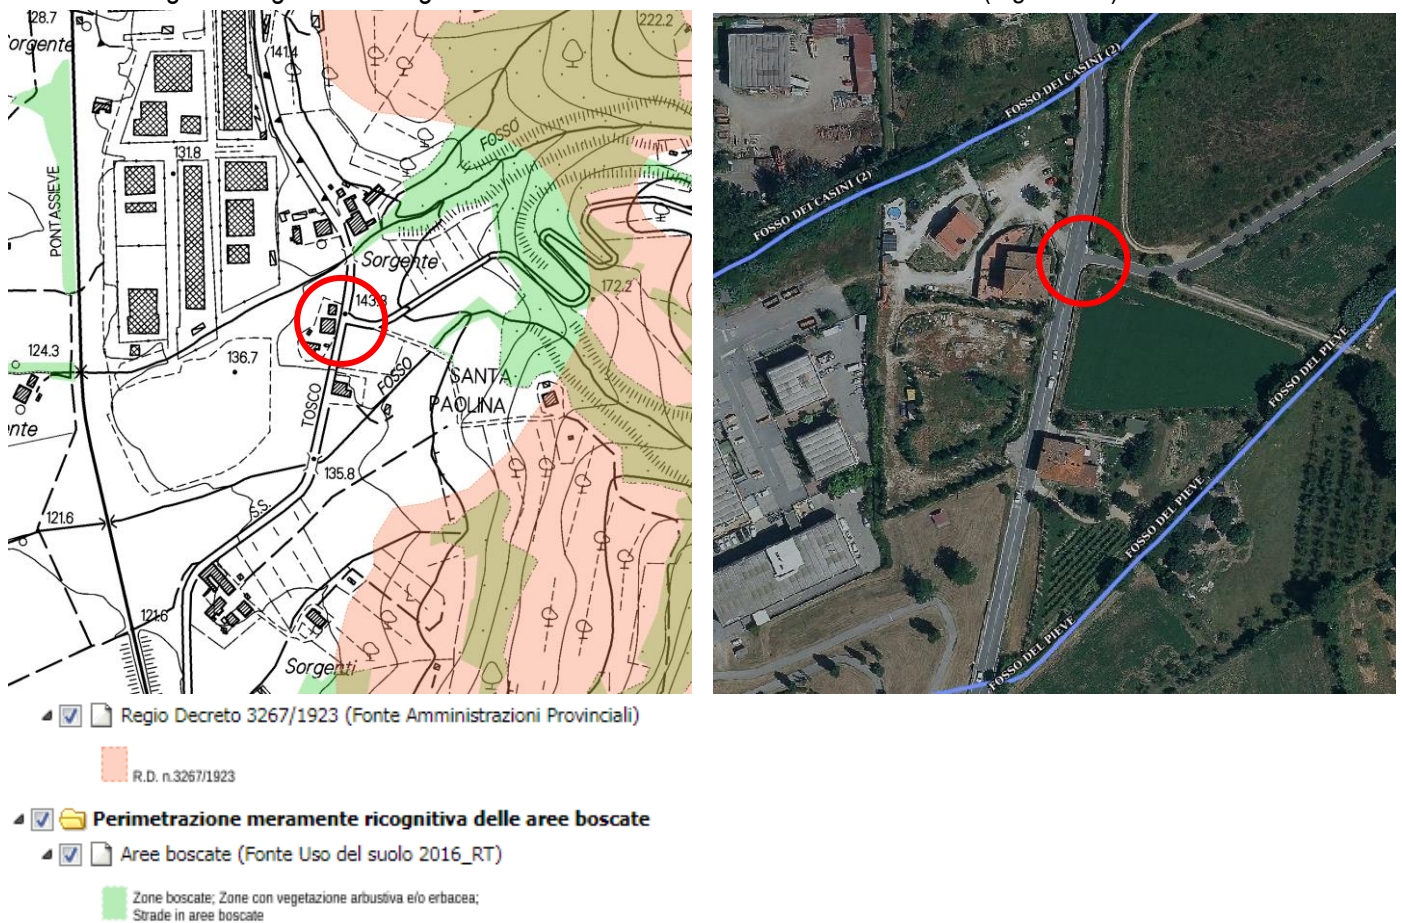 128.7
orgente
141.4
222.2
FOSSO
131.8
PONTASSIEVE
Sorgente
143.8
172.2
124.3
136.7
FOSSO
SANTA
PAOLINA
TOSCO
nte
135.8
S.S.
121.6
121.6
Sorgenti
FOSSO DEI CASINI (2)
FOSSO DEI CASINI (2)
FOSSO DEL PIEVE
FOSSO DEL PIEVE
FOSSO DEL PIEVE
Regio Decreto 3267/1923 (Fonte Amministrazioni Provinciali)
R.D. n.3267/1923
Perimetrazione meramente ricognitiva delle aree boscate
Aree boscate (Fonte Uso del suolo 2016_RT)
Zone boscate; Zone con vegetazione arbustiva e/o erbacea;
Strade in aree boscate